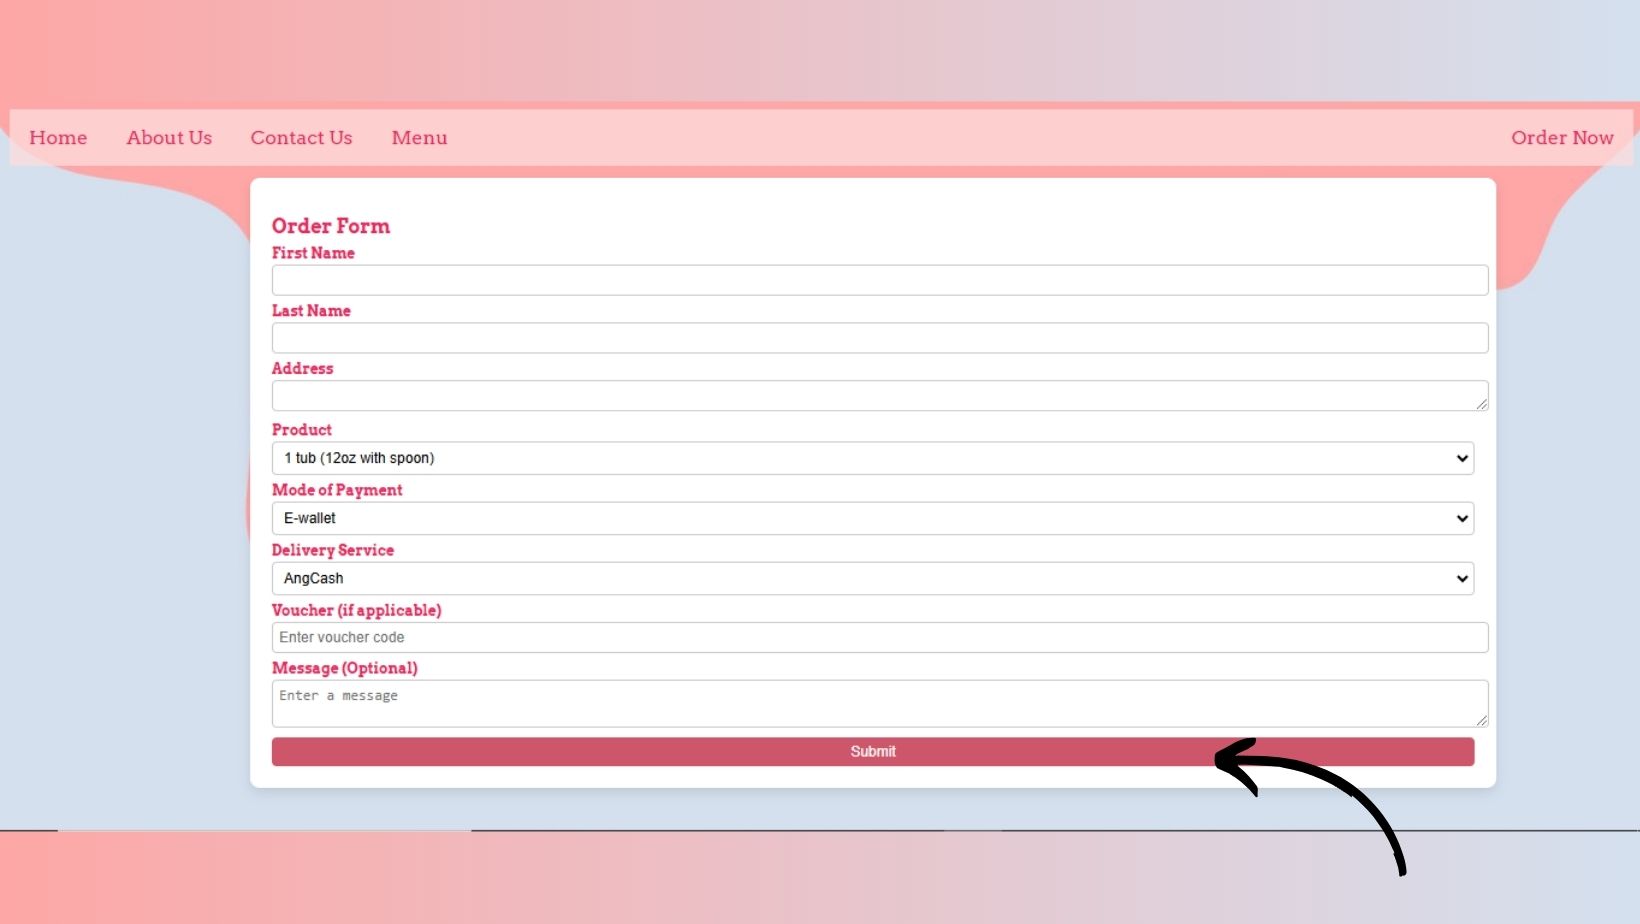 Home About Us Contact Us Menu Order Now
Order Form
First Name
Last Name
Address
Product
1 tub (12oz with spoon)
Mode of Payment
E-wallet
Delivery Service
AngCash
Voucher (if applicable)
Enter voucher code
Message (Optional)
Enter a message
Submit